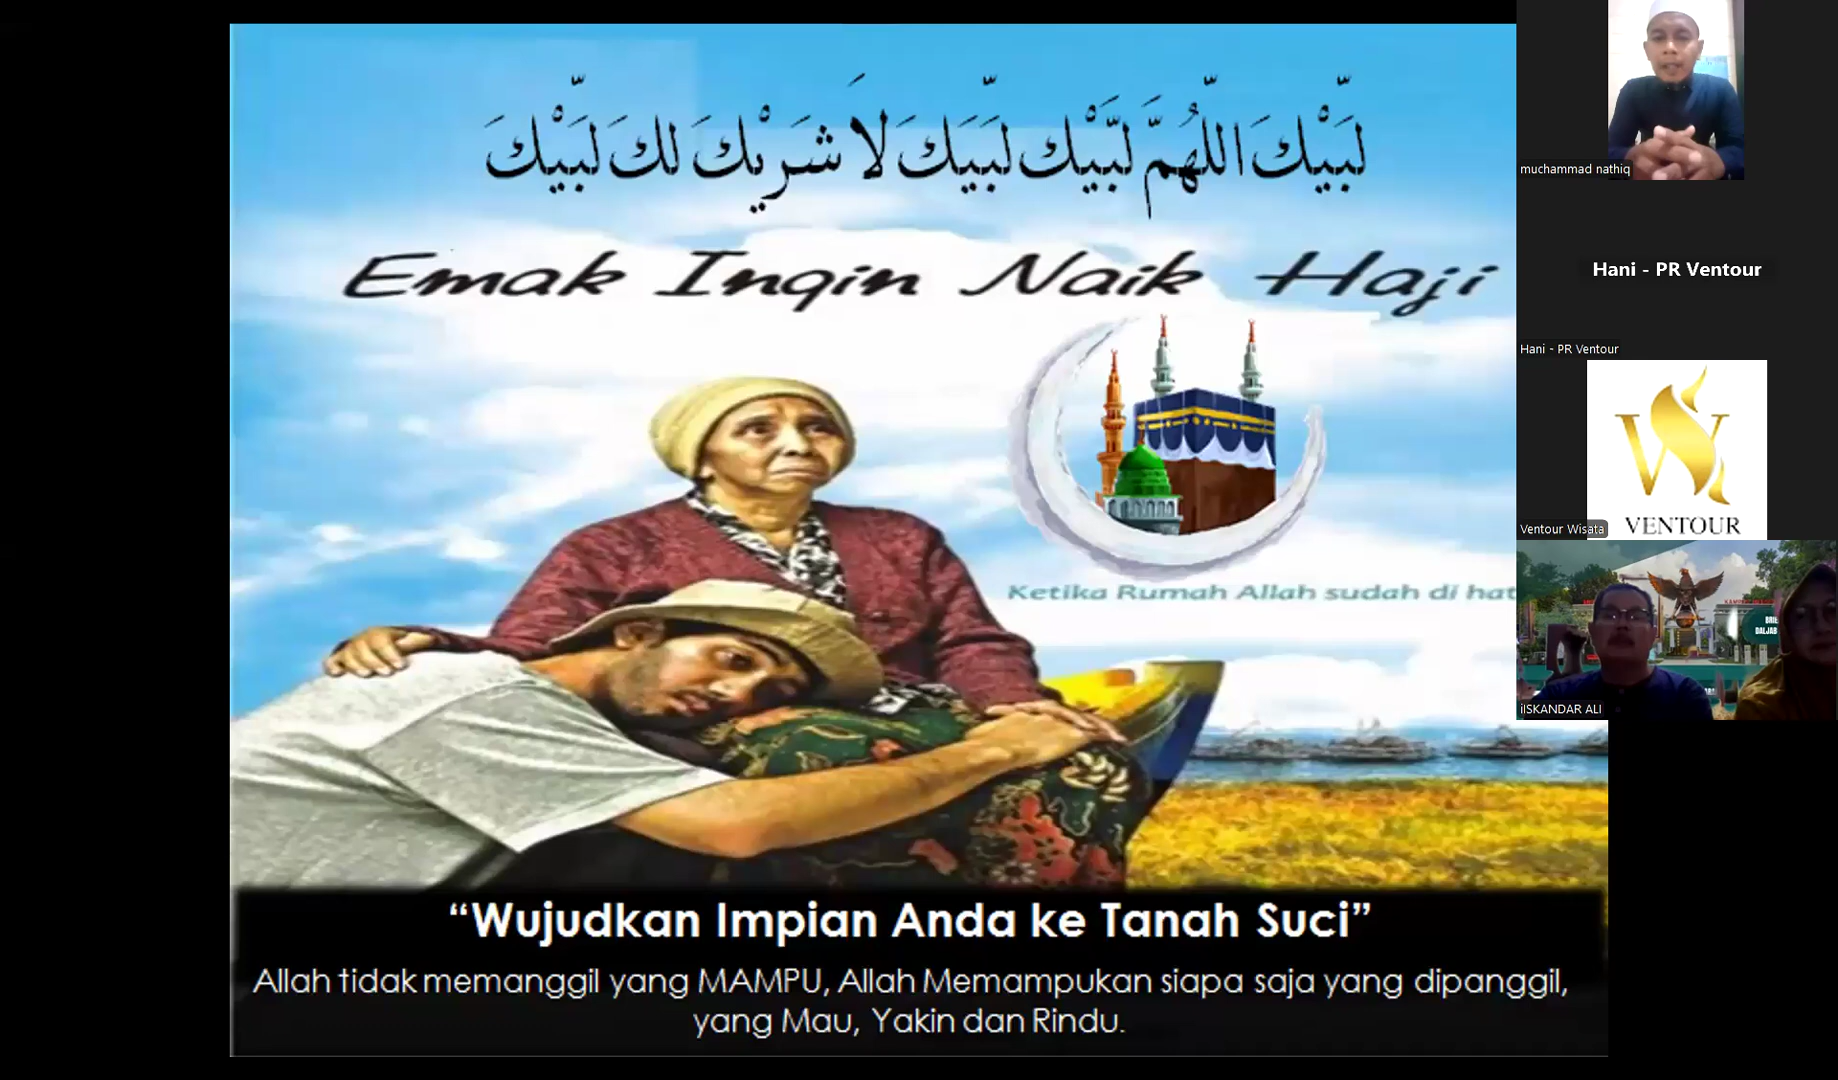 لَبَّيْكَ اللَّهُمَّ لَبَّيْكَ لَبَّيْكَ لاَ شَرِيْكَ لَكَ لَبَّيْكَ
Emak Ingin Naik Haji
Ketika Rumah Allah sudah di hat
“Wujudkan Impian Anda ke Tanah Suci”
Allah tidak memanggil yang MAMPU, Allah Memampukan siapa saja yang dipanggil,
yang Mau, Yakin dan Rindu.
muchammad nathiq
Hani - PR Ventour
Hani - PR Ventour
VENTOUR
Ventour Wisata
iISKANDAR ALI